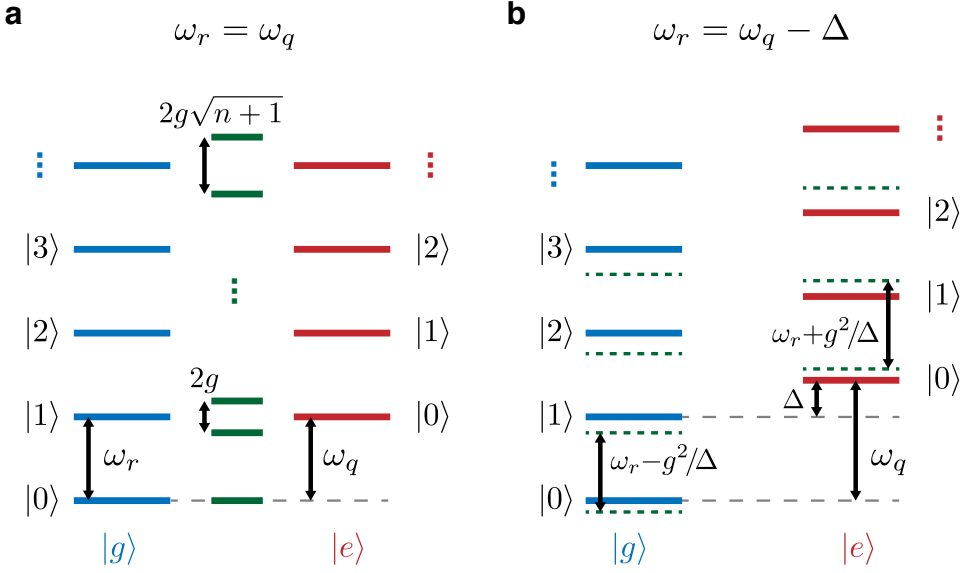 a
ω_r = ω_q
2g√(n + 1)
|3⟩
|2⟩
|2⟩
|1⟩
2g
|1⟩
|0⟩
ω_r
ω_q
|0⟩
|g⟩
|e⟩
b
ω_r = ω_q − Δ
|2⟩
|3⟩
|1⟩
|2⟩
ω_r+g²/Δ
|0⟩
Δ
|1⟩
ω_r−g²/Δ
ω_q
|0⟩
|g⟩
|e⟩